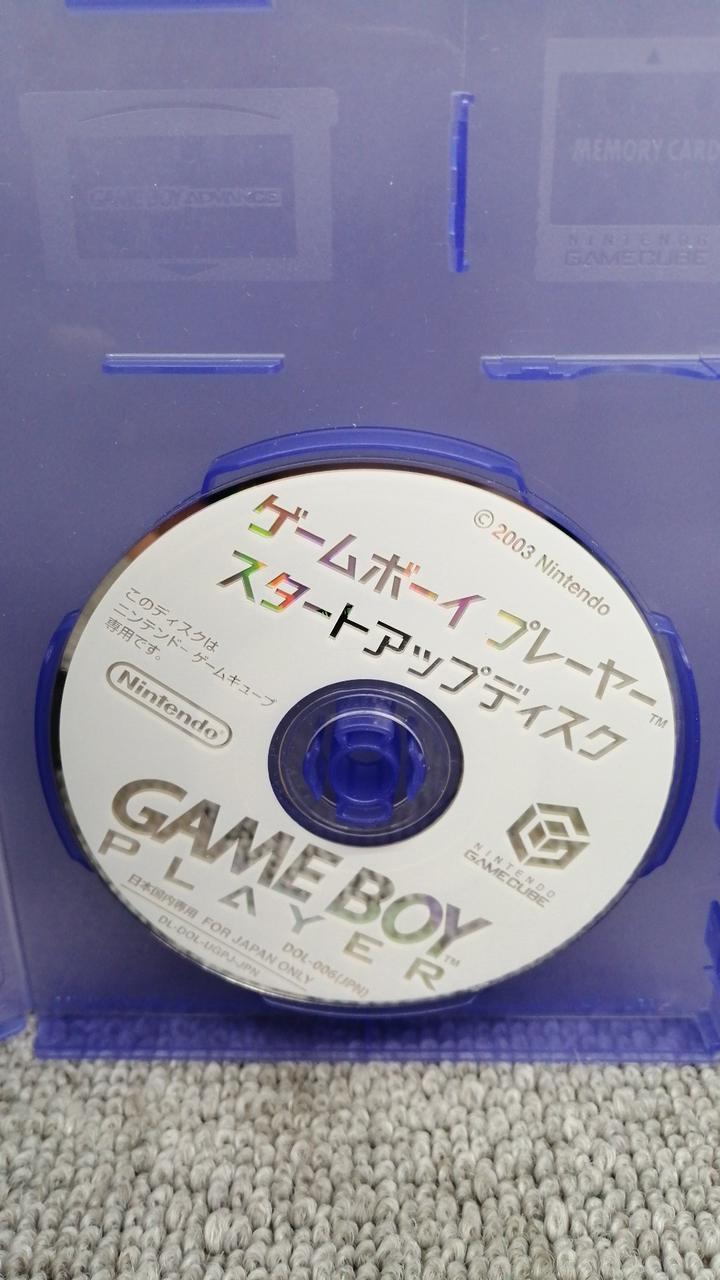 GAME BOY ADVANCE
MEMORY CARD
NINTENDO
GAMECUBE
© 2003 Nintendo
ゲームボーイ プレーヤー™
スタートアップディスク
このディスクは
ニンテンドー ゲームキューブ
専用です。
Nintendo®
NINTENDO
GAMECUBE
GAME BOY™
PLAYER
日本国内専用 FOR JAPAN ONLY
DL-DOL-UGPJ-JPN
DOL-006(JPN)